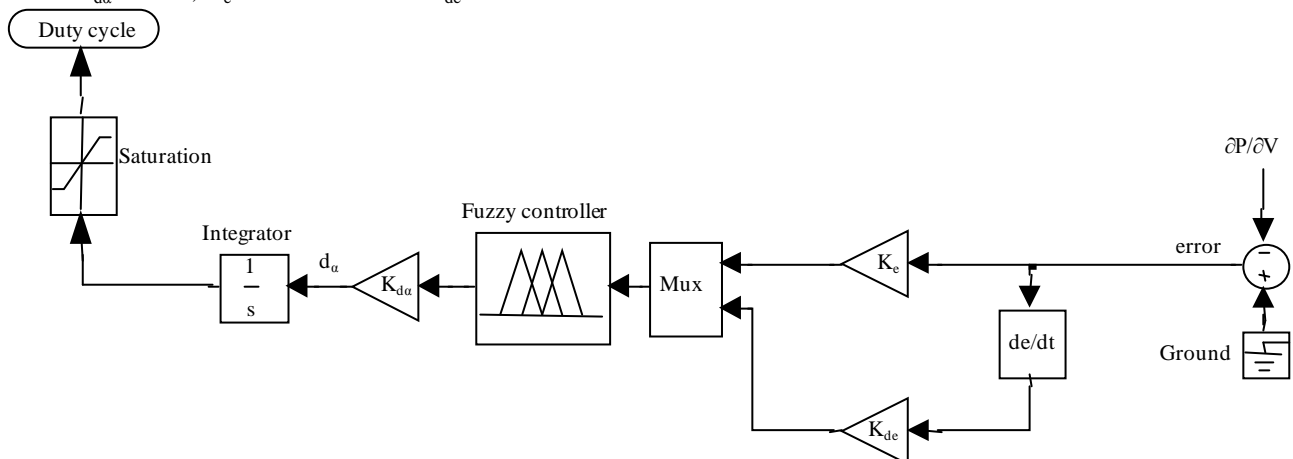 Duty cycle
Saturation
∂P/∂V
Fuzzy controller
Integrator
error
−
+
1
s
dα
Kdα
Mux
Ke
de/dt
Ground
Kde